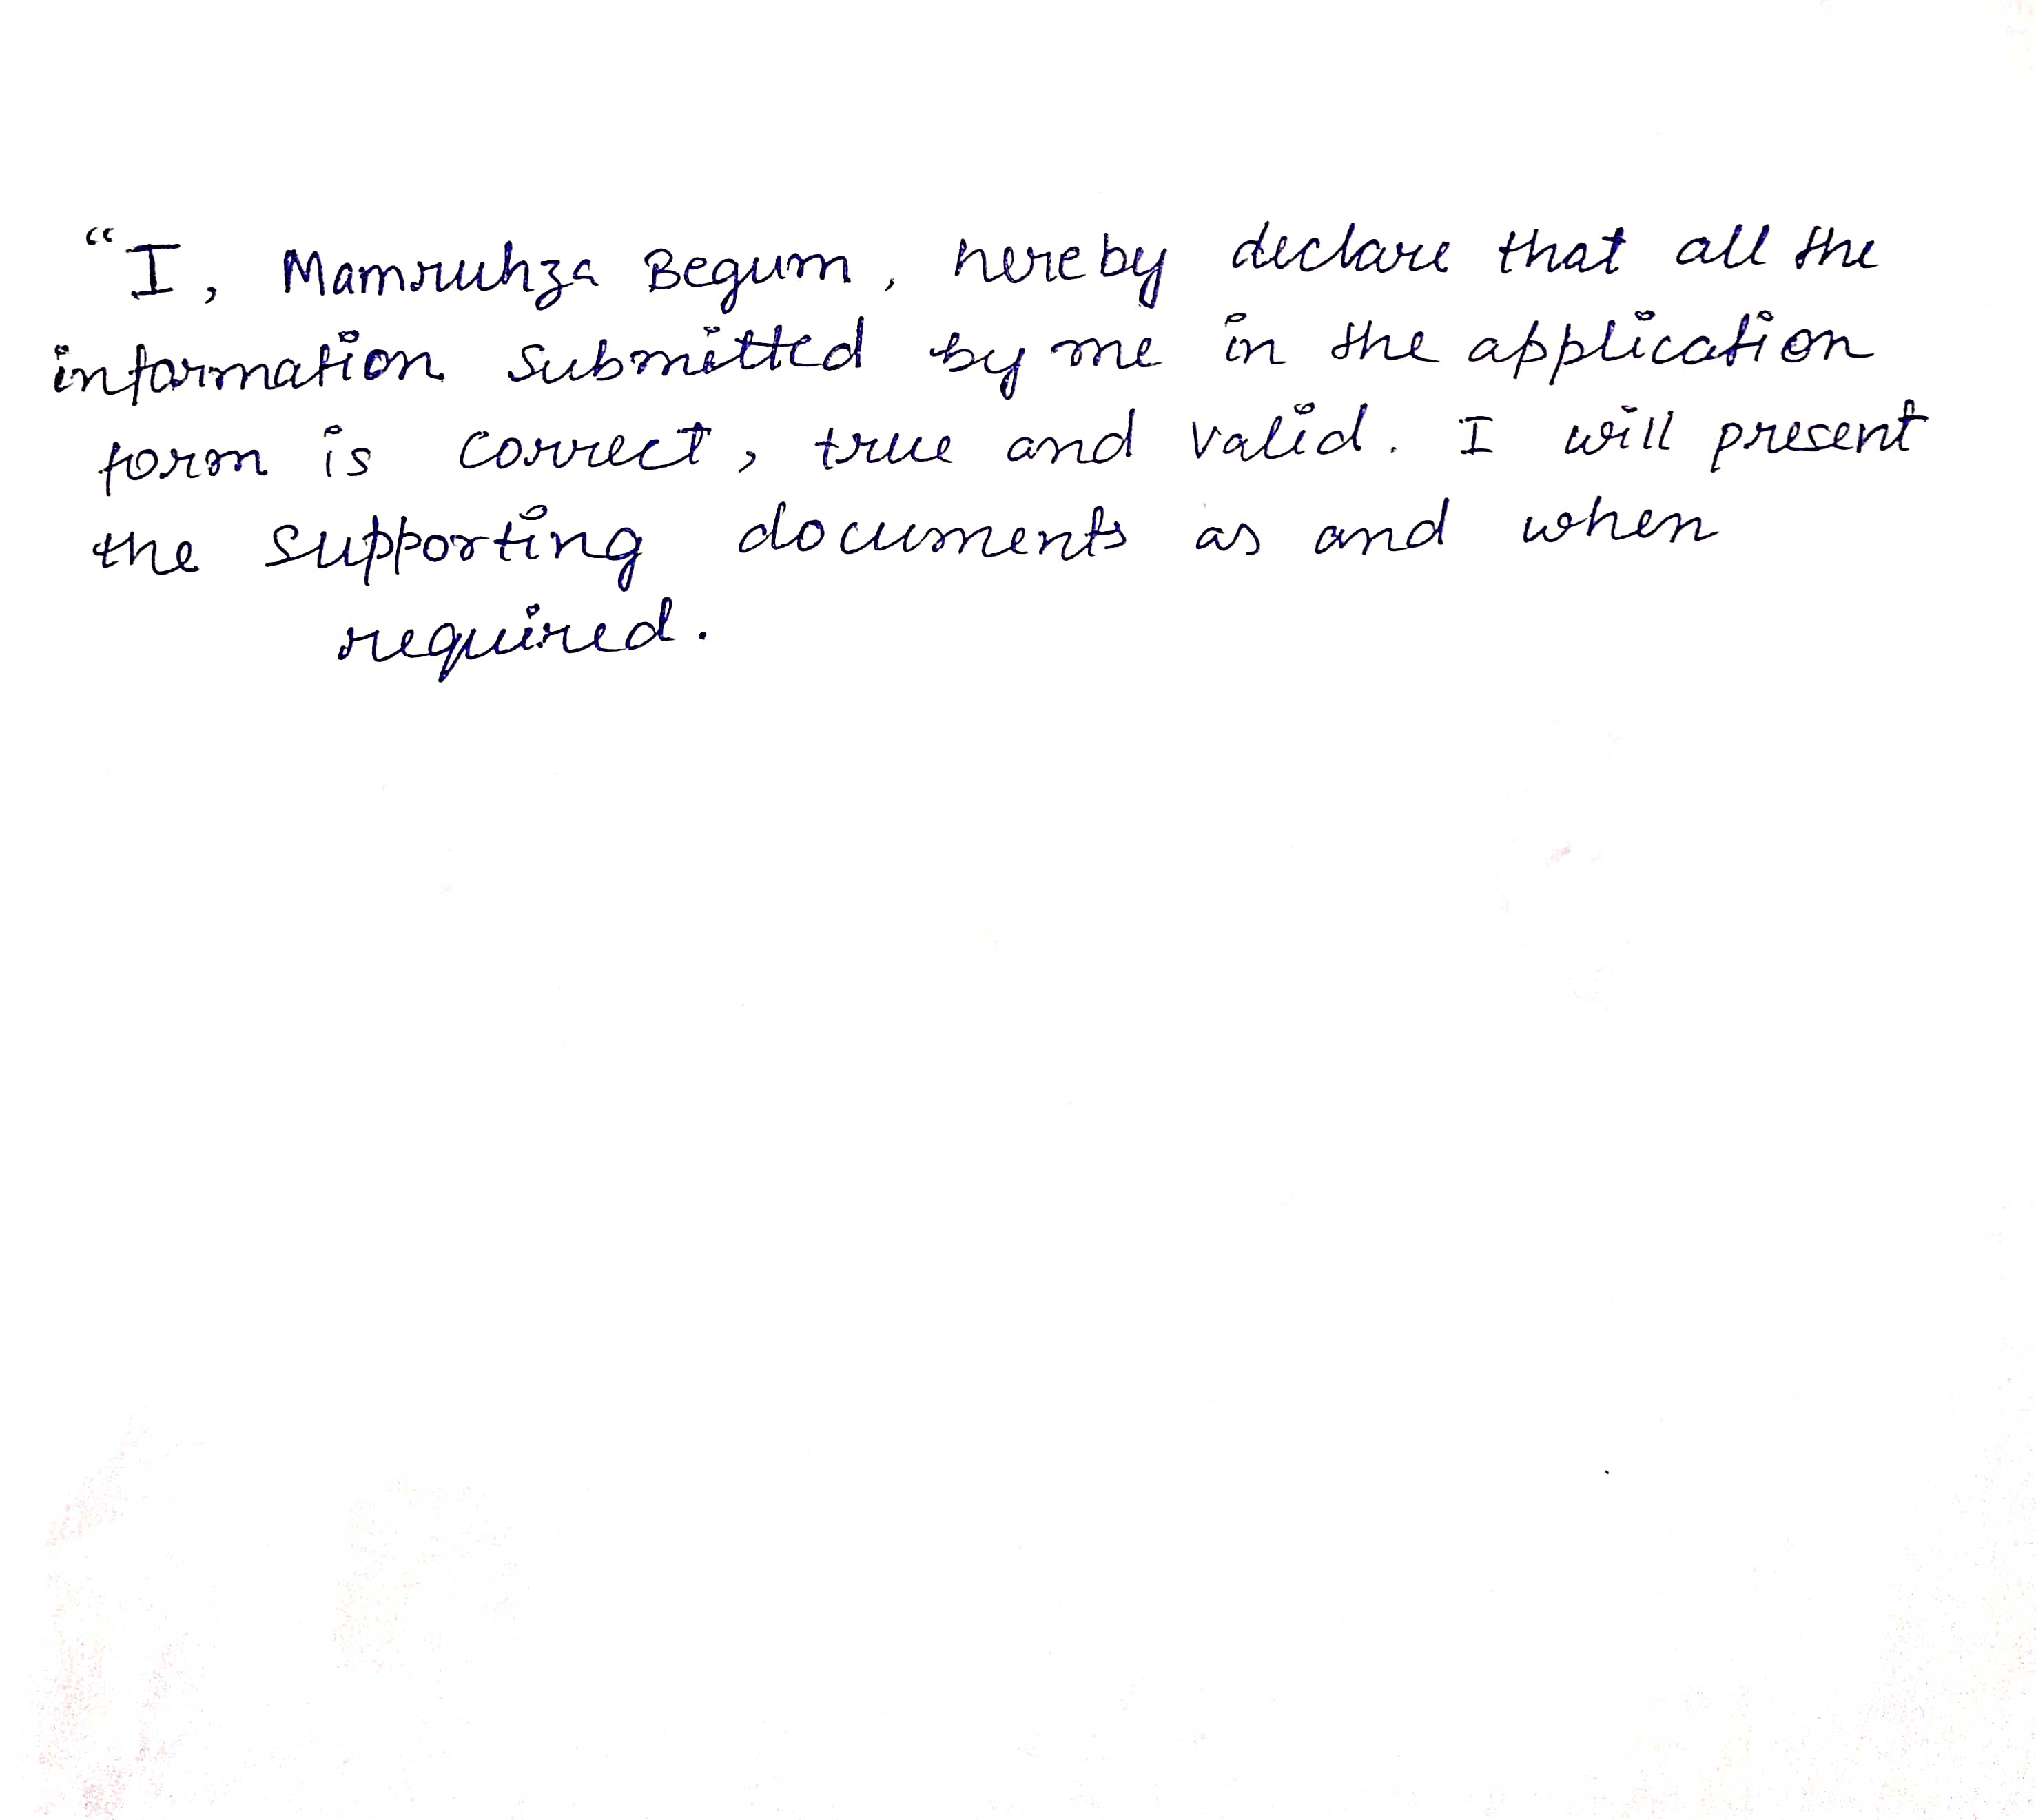 “I, Mamruhza Begum, hereby declare that all the
information submitted by me in the application
form is correct, true and valid. I will present
the supporting documents as and when
required.